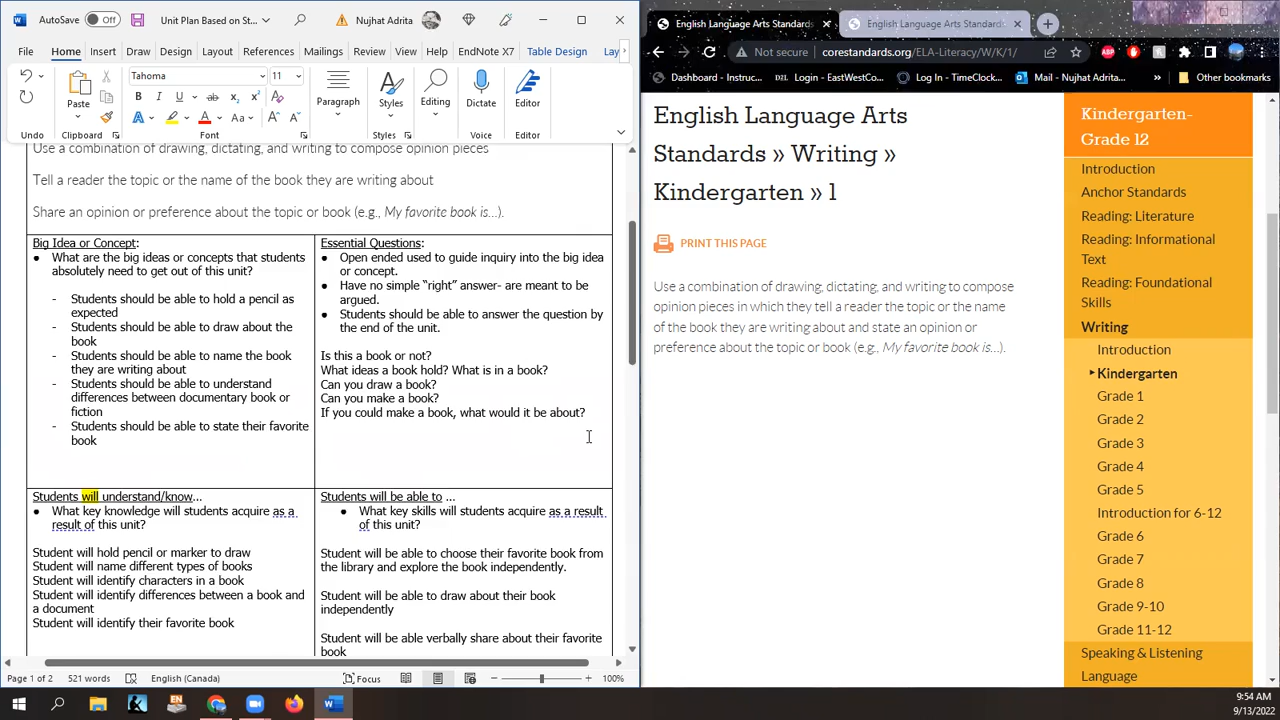 AutoSave
Off
Unit Plan Based on St...
Nujhat Adrita
File
Home
Insert
Draw
Design
Layout
References
Mailings
Review
View
Help
EndNote X7
Table Design
Lay
Tahoma
11
Paste
Paragraph
Styles
Editing
Dictate
Editor
Undo
Clipboard
Font
Styles
Voice
Editor
Use a combination of drawing, dictating, and writing to compose opinion pieces
Tell a reader the topic or the name of the book they are writing about
Share an opinion or preference about the topic or book (e.g., My favorite book is...).
Big Idea or Concept:
● What are the big ideas or concepts that students
absolutely need to get out of this unit?
- Students should be able to hold a pencil as
expected
- Students should be able to draw about the
book
- Students should be able to name the book
they are writing about
- Students should be able to understand
differences between documentary book or
fiction
- Students should be able to state their favorite
book
Essential Questions:
● Open ended used to guide inquiry into the big idea
or concept.
● Have no simple “right” answer- are meant to be
argued.
● Students should be able to answer the question by
the end of the unit.
Is this a book or not?
What ideas a book hold? What is in a book?
Can you draw a book?
Can you make a book?
If you could make a book, what would it be about?
Students will understand/know...
● What key knowledge will students acquire as a
result of this unit?
Student will hold pencil or marker to draw
Student will name different types of books
Student will identify characters in a book
Student will identify differences between a book and
a document
Student will identify their favorite book
Students will be able to ...
● What key skills will students acquire as a result
of this unit?
Student will be able to choose their favorite book from
the library and explore the book independently.
Student will be able to draw about their book
independently
Student will be able verbally share about their favorite
book
Page 1 of 2
521 words
English (Canada)
Focus
100%
English Language Arts Standards
English Language Arts Standards
Not secure
corestandards.org/ELA-Literacy/W/K/1/
Dashboard - Instruc...
Login - EastWestCo...
Log In - TimeClock...
Mail - Nujhat Adrita...
Other bookmarks
English Language Arts
Standards » Writing »
Kindergarten » 1
PRINT THIS PAGE
Use a combination of drawing, dictating, and writing to compose
opinion pieces in which they tell a reader the topic or the name
of the book they are writing about and state an opinion or
preference about the topic or book (e.g., My favorite book is...).
Kindergarten-
Grade 12
Introduction
Anchor Standards
Reading: Literature
Reading: Informational
Text
Reading: Foundational
Skills
Writing
Introduction
Kindergarten
Grade 1
Grade 2
Grade 3
Grade 4
Grade 5
Introduction for 6-12
Grade 6
Grade 7
Grade 8
Grade 9-10
Grade 11-12
Speaking & Listening
Language
9:54 AM
9/13/2022